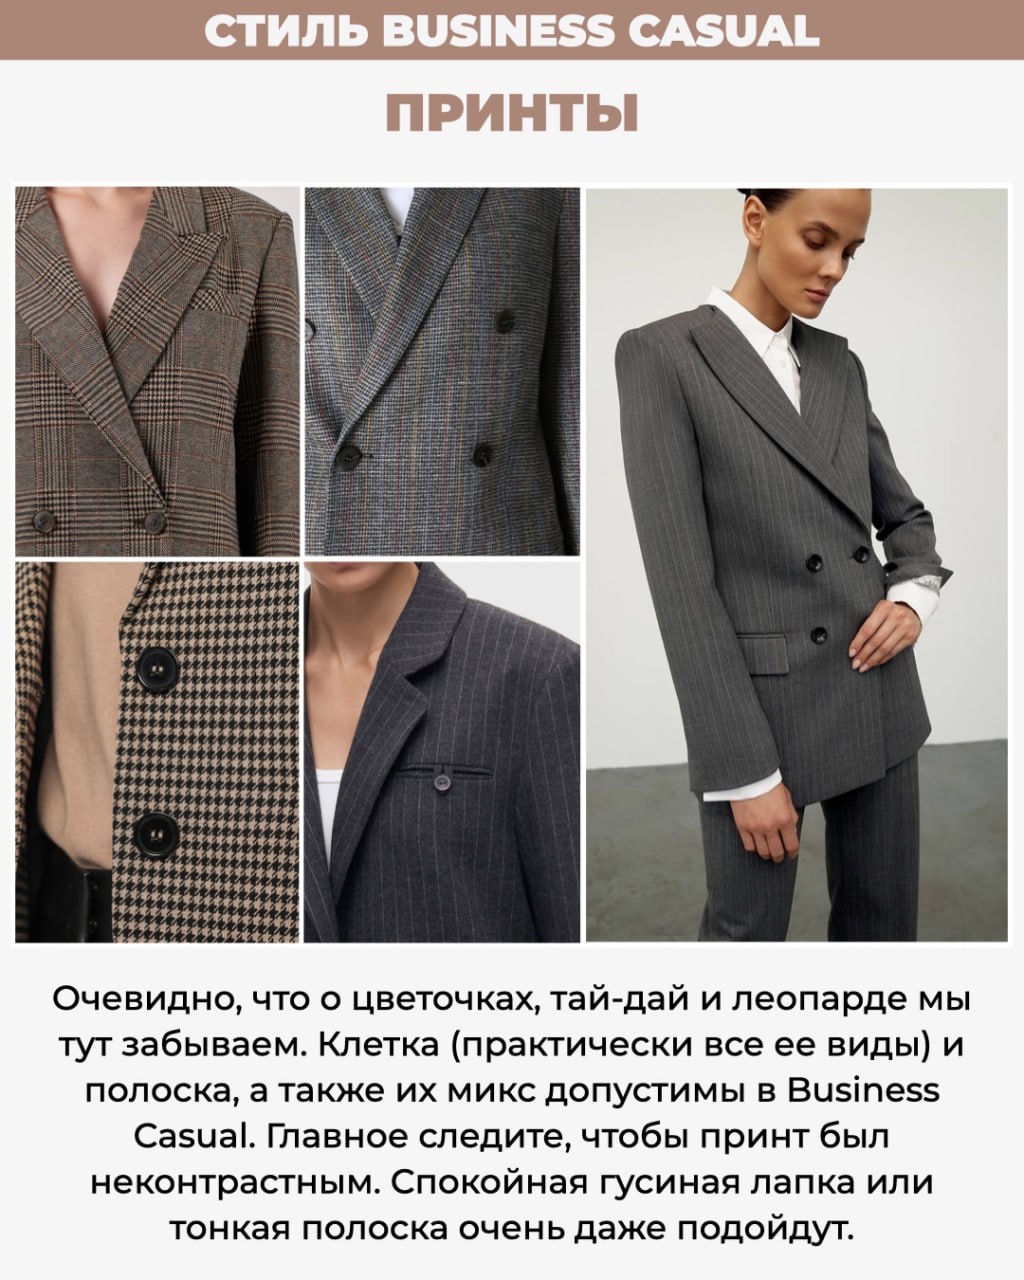 СТИЛЬ BUSINESS CASUAL
ПРИНТЫ
Очевидно, что о цветочках, тай-дай и леопарде мы
тут забываем. Клетка (практически все ее виды) и
полоска, а также их микс допустимы в Business
Casual. Главное следите, чтобы принт был
неконтрастным. Спокойная гусиная лапка или
тонкая полоска очень даже подойдут.